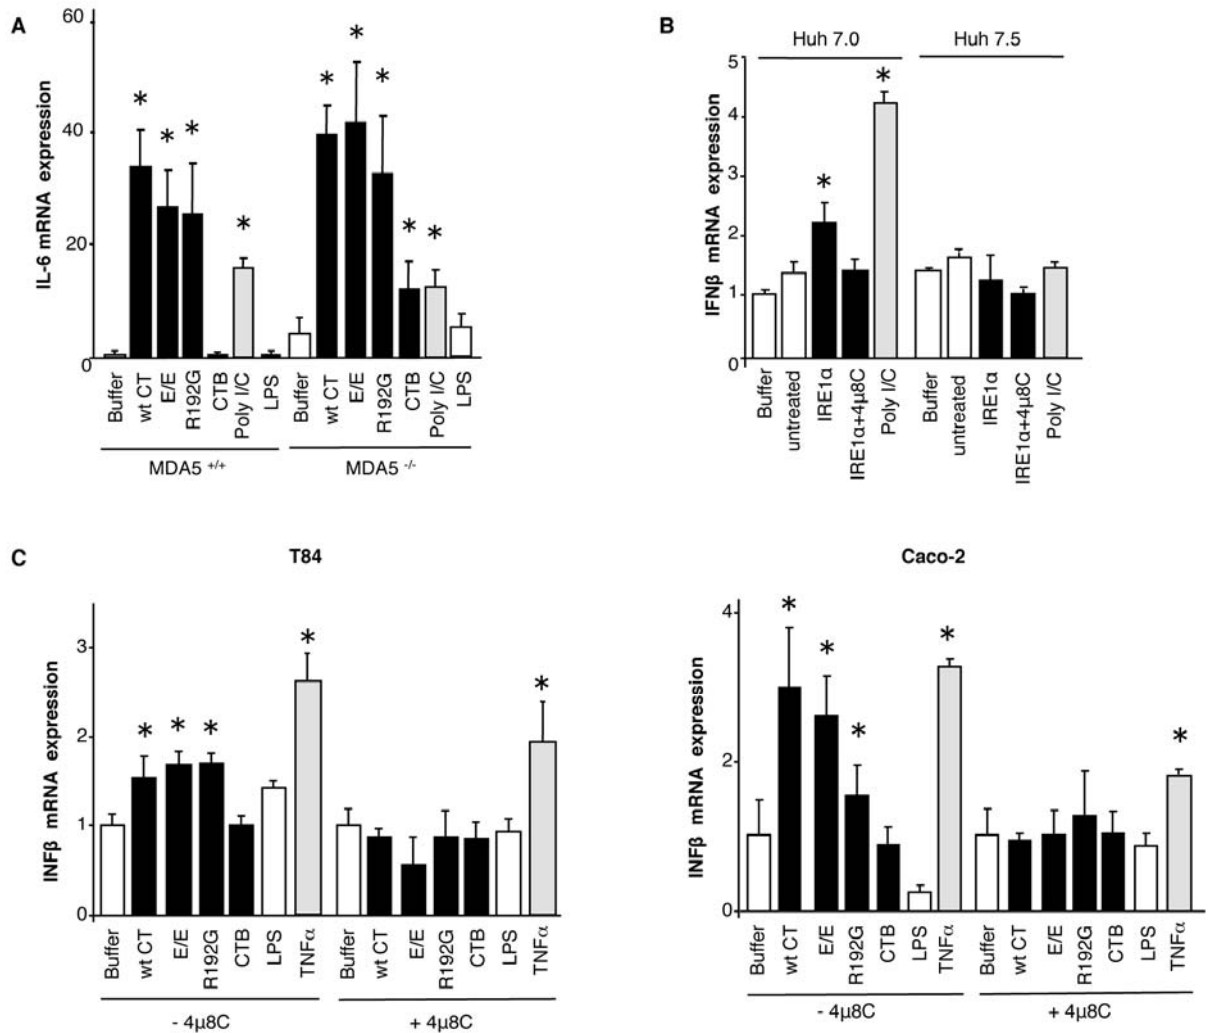 A
IL-6 mRNA expression
60
40
20
0
* * * * * * * * *
Buffer wt CT E/E R192G CTB Poly I/C LPS Buffer wt CT E/E R192G CTB Poly I/C LPS
MDA5 +/+ MDA5 -/-
B
Huh 7.0 Huh 7.5
IFNβ mRNA expression
5
4
3
2
1
0
* *
Buffer untreated IRE1α IRE1α+4μ8C Poly I/C Buffer untreated IRE1α IRE1α+4μ8C Poly I/C
C
T84
INFβ mRNA expression
3
2
1
0
* * * * *
Buffer wt CT E/E R192G CTB LPS TNFα Buffer wt CT E/E R192G CTB LPS TNFα
- 4μ8C + 4μ8C
Caco-2
INFβ mRNA expression
4
2
0
* * * * *
Buffer wt CT E/E R192G CTB LPS TNFα Buffer wt CT E/E R192G CTB LPS TNFα
- 4μ8C + 4μ8C